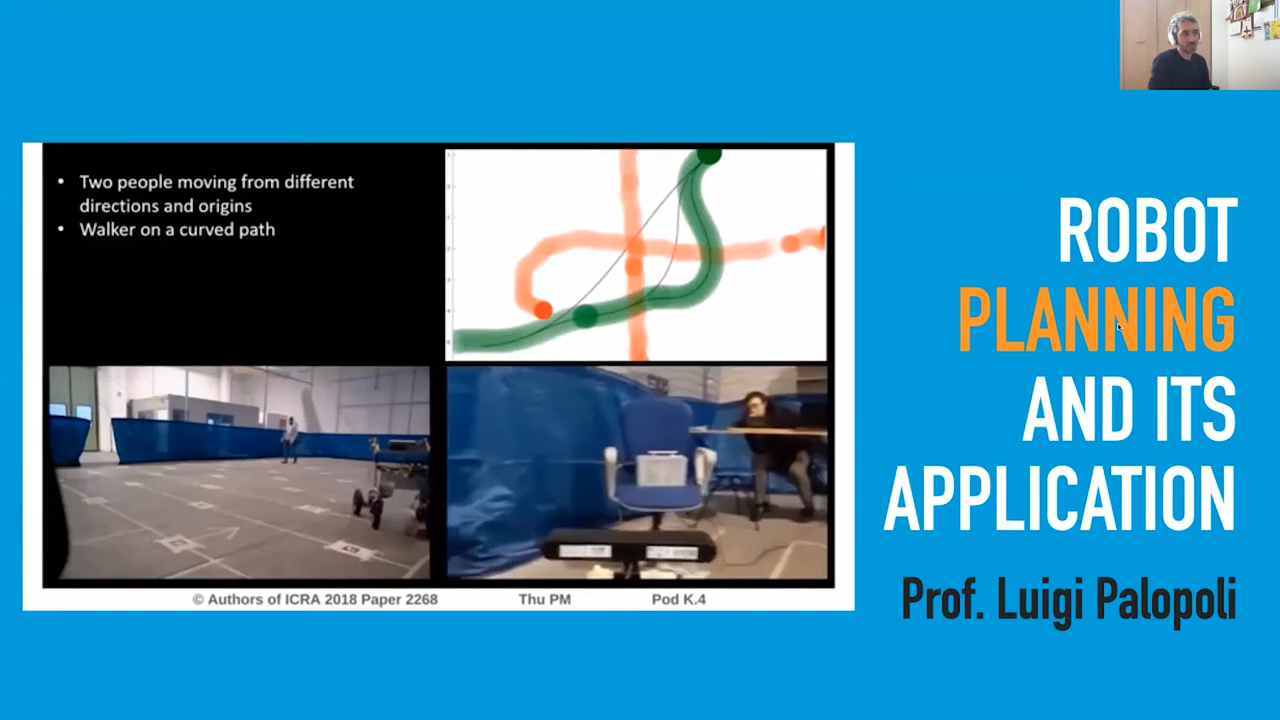 • Two people moving from different
directions and origins
• Walker on a curved path
© Authors of ICRA 2018 Paper 2268 Thu PM Pod K.4
ROBOT
PLANNING
AND ITS
APPLICATION
Prof. Luigi Palopoli